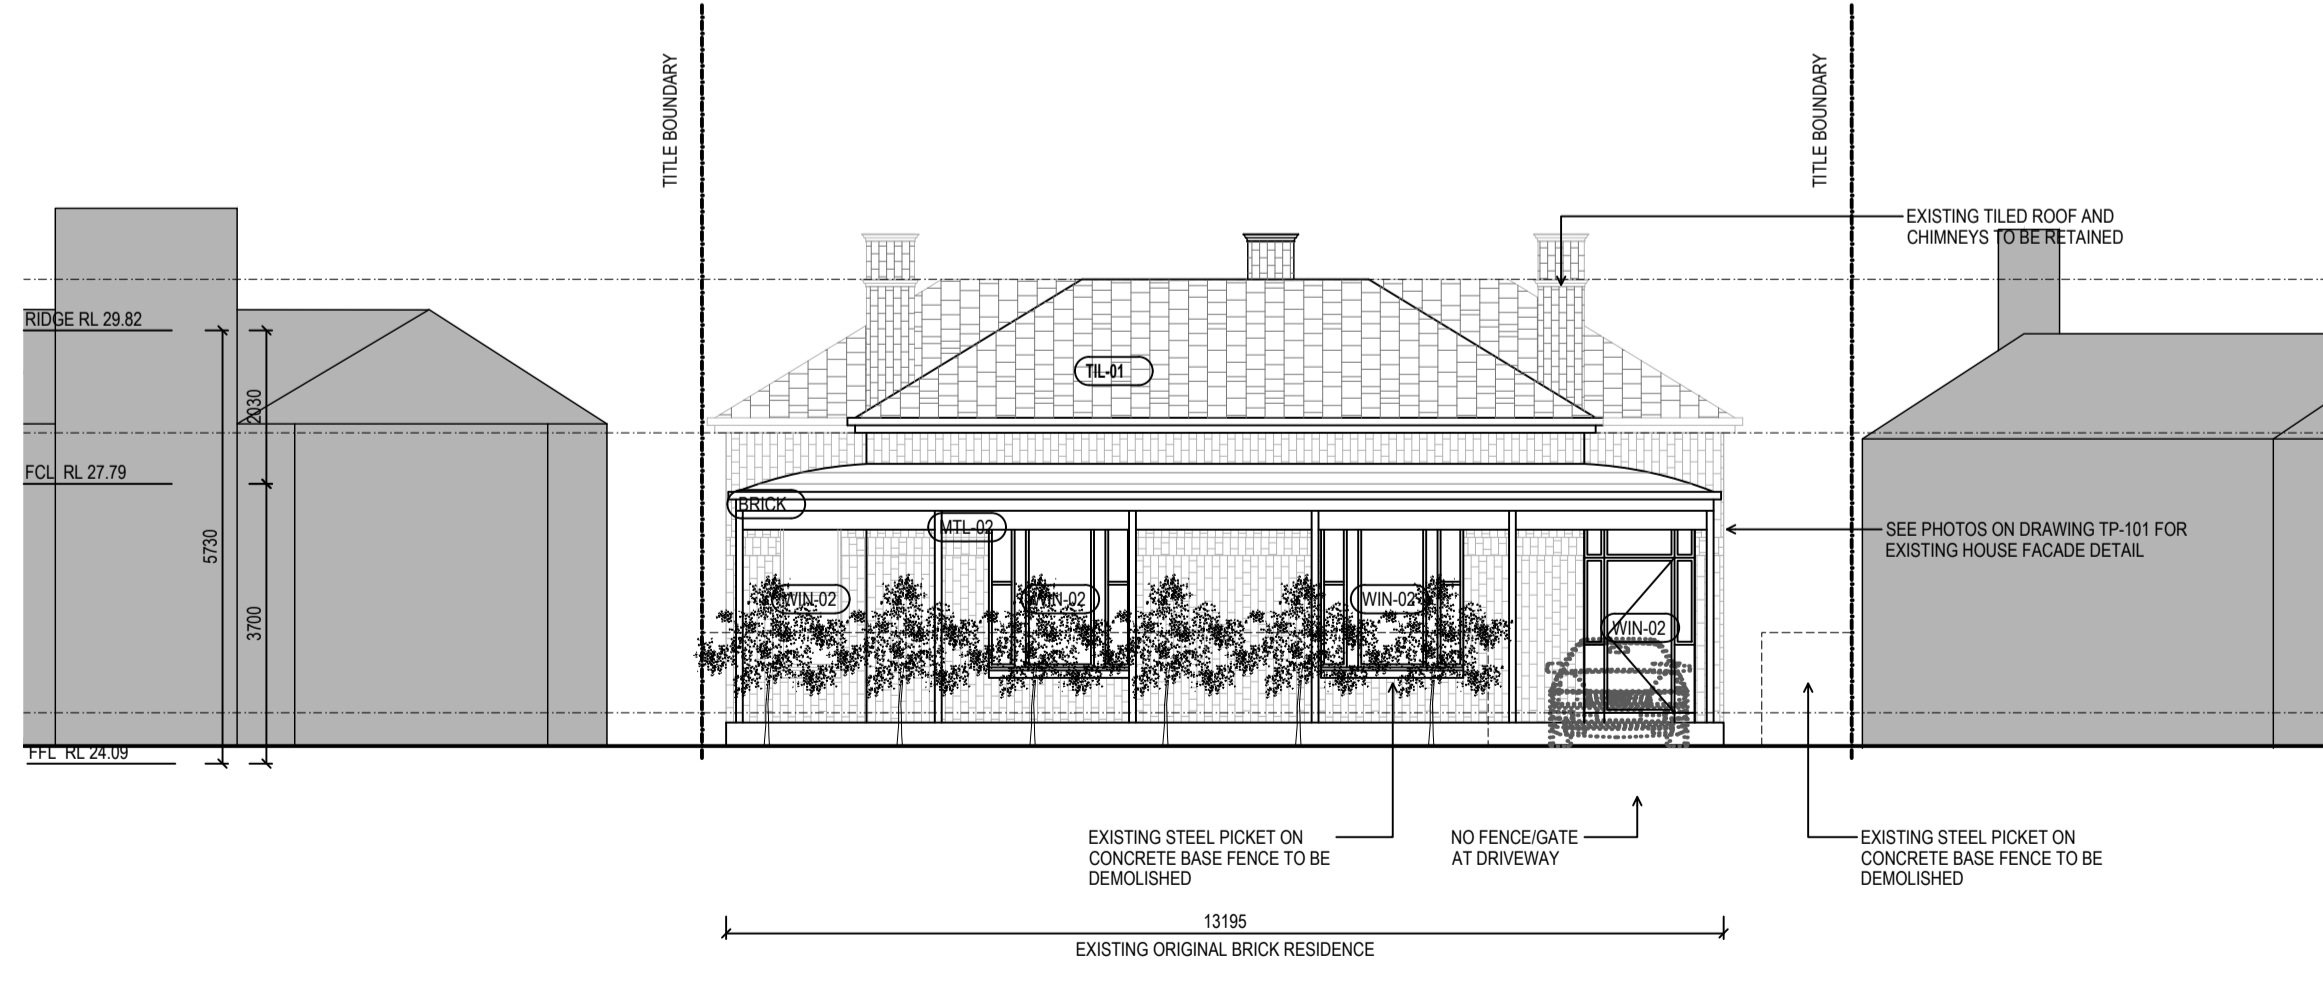 TITLE BOUNDARY
TITLE BOUNDARY
EXISTING TILED ROOF AND
CHIMNEYS TO BE RETAINED
RIDGE RL 29.82
TIL-01
2030
FCL RL 27.79
BRICK
MTL-02
SEE PHOTOS ON DRAWING TP-101 FOR
EXISTING HOUSE FACADE DETAIL
5730
3700
WIN-02
WIN-02
WIN-02
WIN-02
FFL RL 24.09
EXISTING STEEL PICKET ON
CONCRETE BASE FENCE TO BE
DEMOLISHED
NO FENCE/GATE
AT DRIVEWAY
EXISTING STEEL PICKET ON
CONCRETE BASE FENCE TO BE
DEMOLISHED
13195
EXISTING ORIGINAL BRICK RESIDENCE